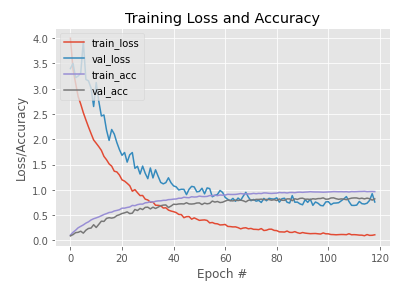 Training Loss and Accuracy
train_loss
val_loss
train_acc
val_acc
4.0
3.5
3.0
2.5
2.0
1.5
1.0
0.5
0.0
Loss/Accuracy
0
20
40
60
80
100
120
Epoch #